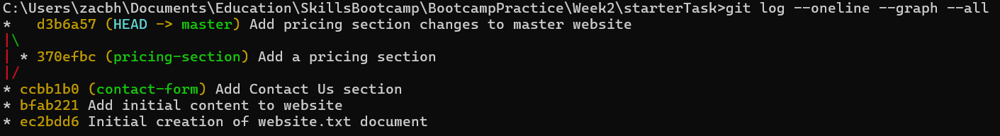 C:\Users\zacbh\Documents\Education\SkillsBootcamp\BootcampPractice\Week2\starterTask>git log --oneline --graph --all
*   d3b6a57 (HEAD -> master) Add pricing section changes to master website
|\
| * 370efbc (pricing-section) Add a pricing section
|/
* ccbb1b0 (contact-form) Add Contact Us section
* bfab221 Add initial content to website
* ec2bdd6 Initial creation of website.txt document